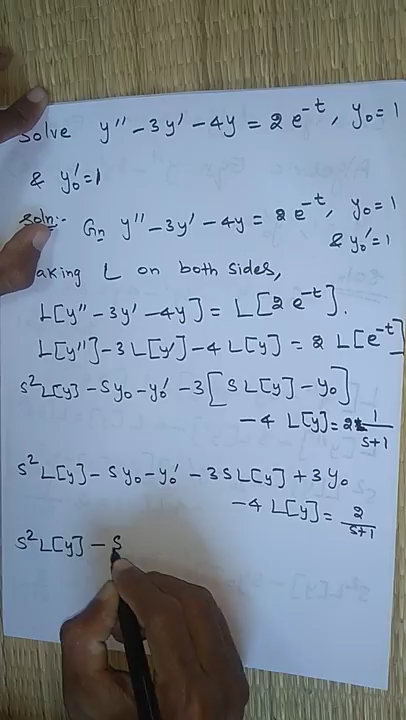 Solve y'' - 3y' - 4y = 2e^-t, y₀ = 1
& y₀' = 1
Soln:- Gn y'' - 3y' - 4y = 2e^-t, y₀ = 1
& y₀' = 1
aking L on both sides,
L[y'' - 3y' - 4y] = L[2e^-t].
L[y''] - 3L[y'] - 4L[y] = 2L[e^-t]
s²L[y] - sy₀ - y₀' - 3[sL[y] - y₀]
- 4L[y] = 2 1/(s+1)
s²L[y] - sy₀ - y₀' - 3sL[y] + 3y₀
- 4L[y] = 2/(s+1)
s²L[y] - s